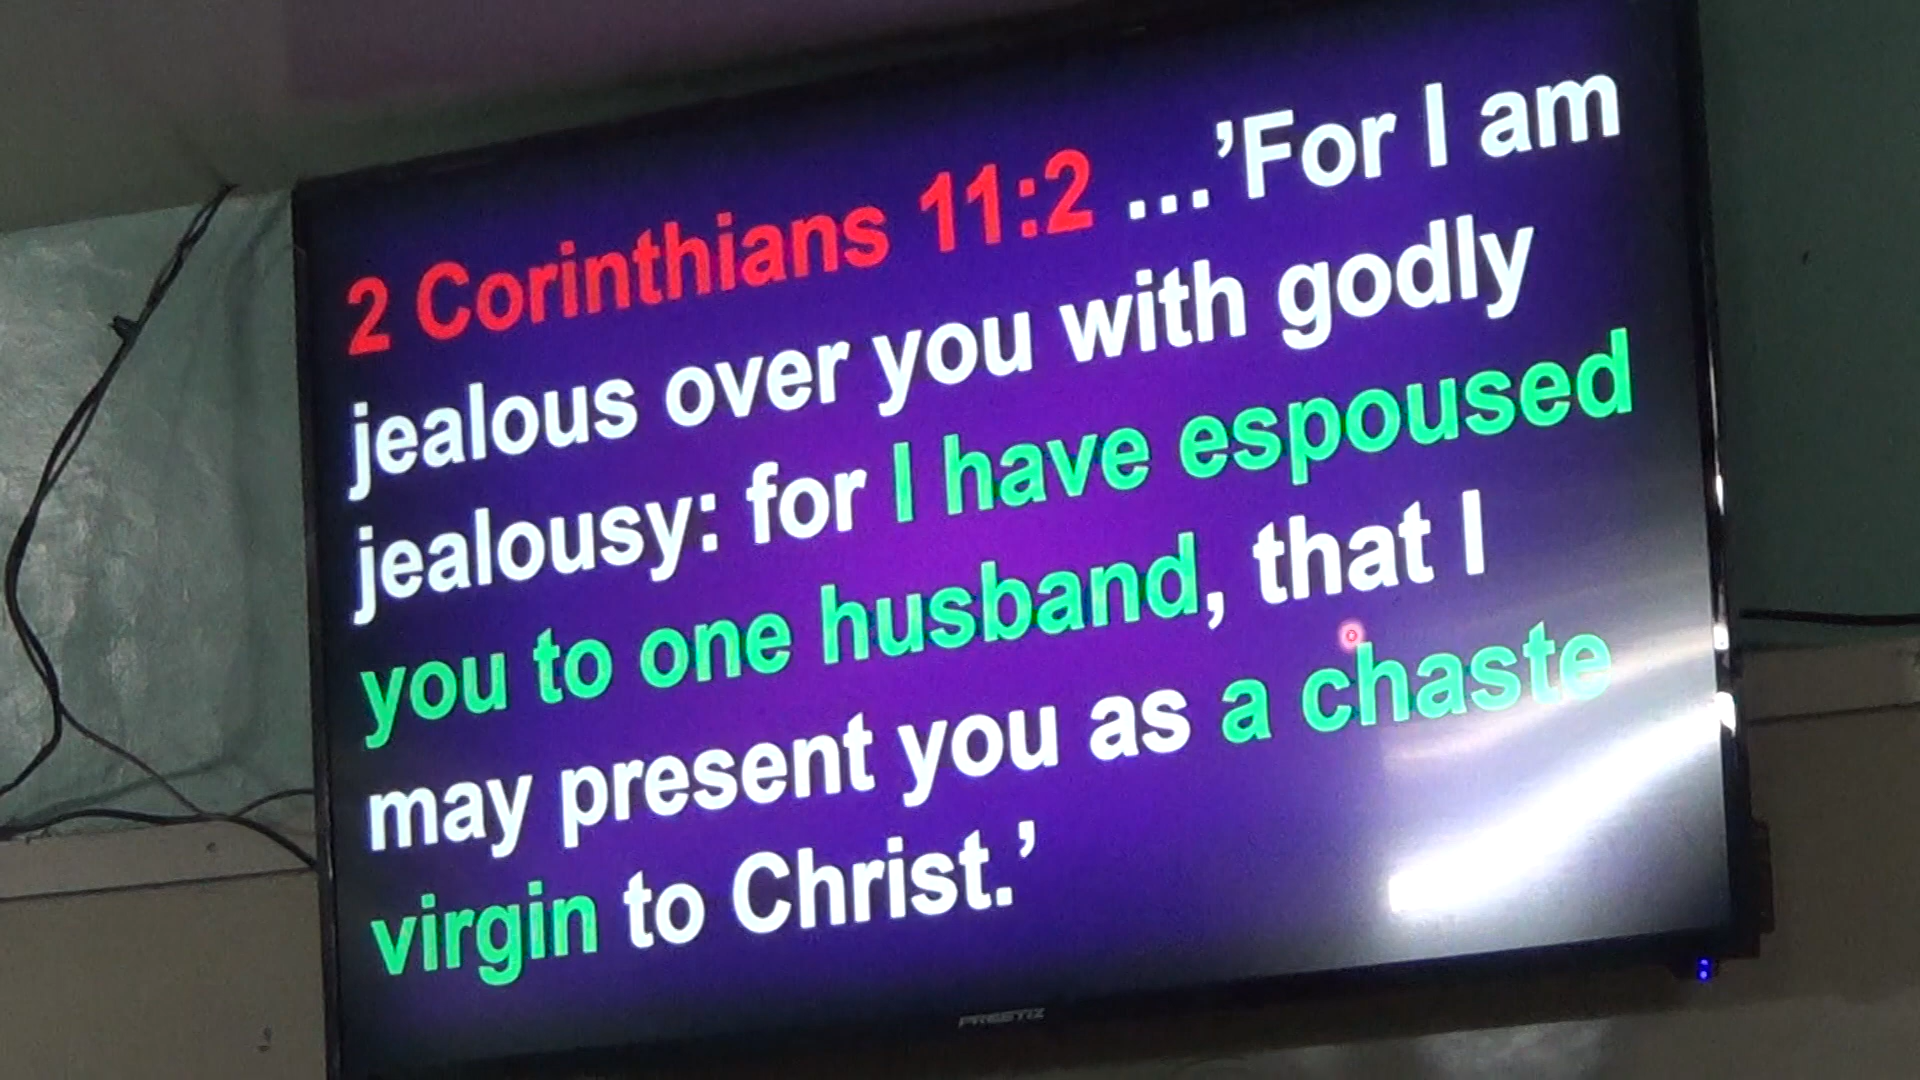 2 Corinthians 11:2 ...’For I am
jealous over you with godly
jealousy: for I have espoused
you to one husband, that I
may present you as a chaste
virgin to Christ.’
PRESTIZ